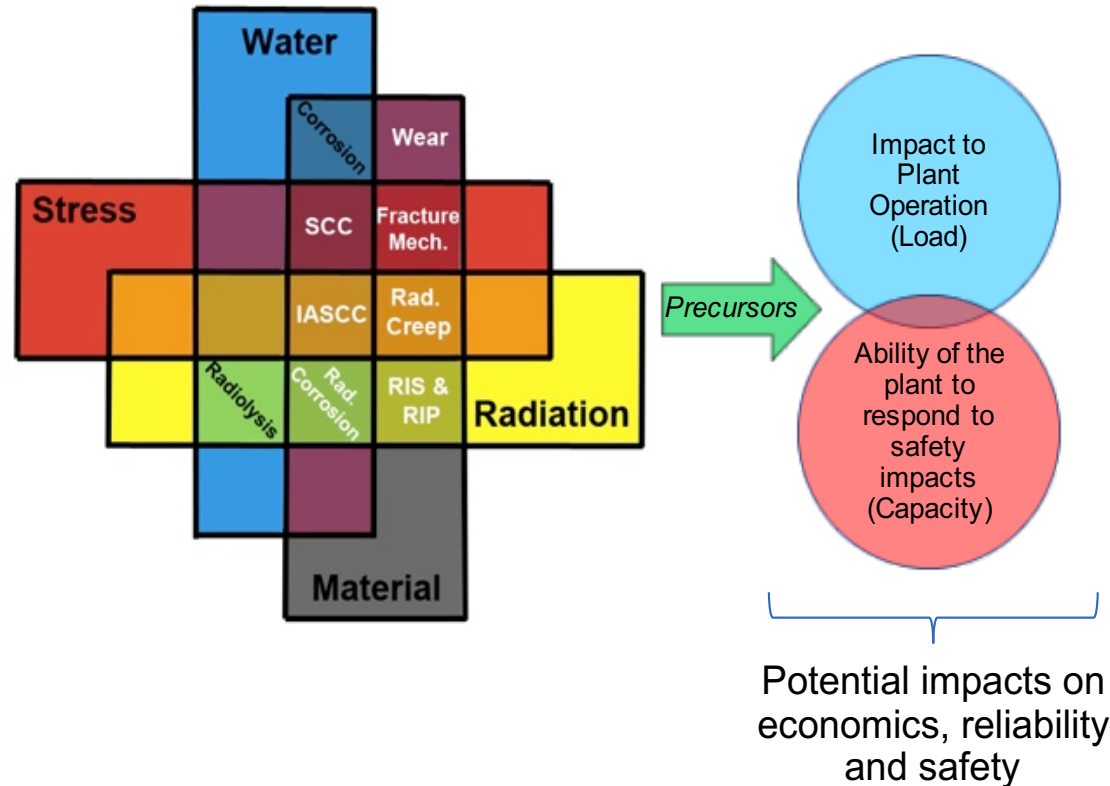 Water
Corrosion
Wear
Stress
SCC
Fracture
Mech.
IASCC
Rad.
Creep
Radiolysis
Rad.
Corrosion
RIS &
RIP
Radiation
Material
Precursors
Impact to
Plant
Operation
(Load)
Ability of the
plant to
respond to
safety
impacts
(Capacity)
Potential impacts on
economics, reliability
and safety